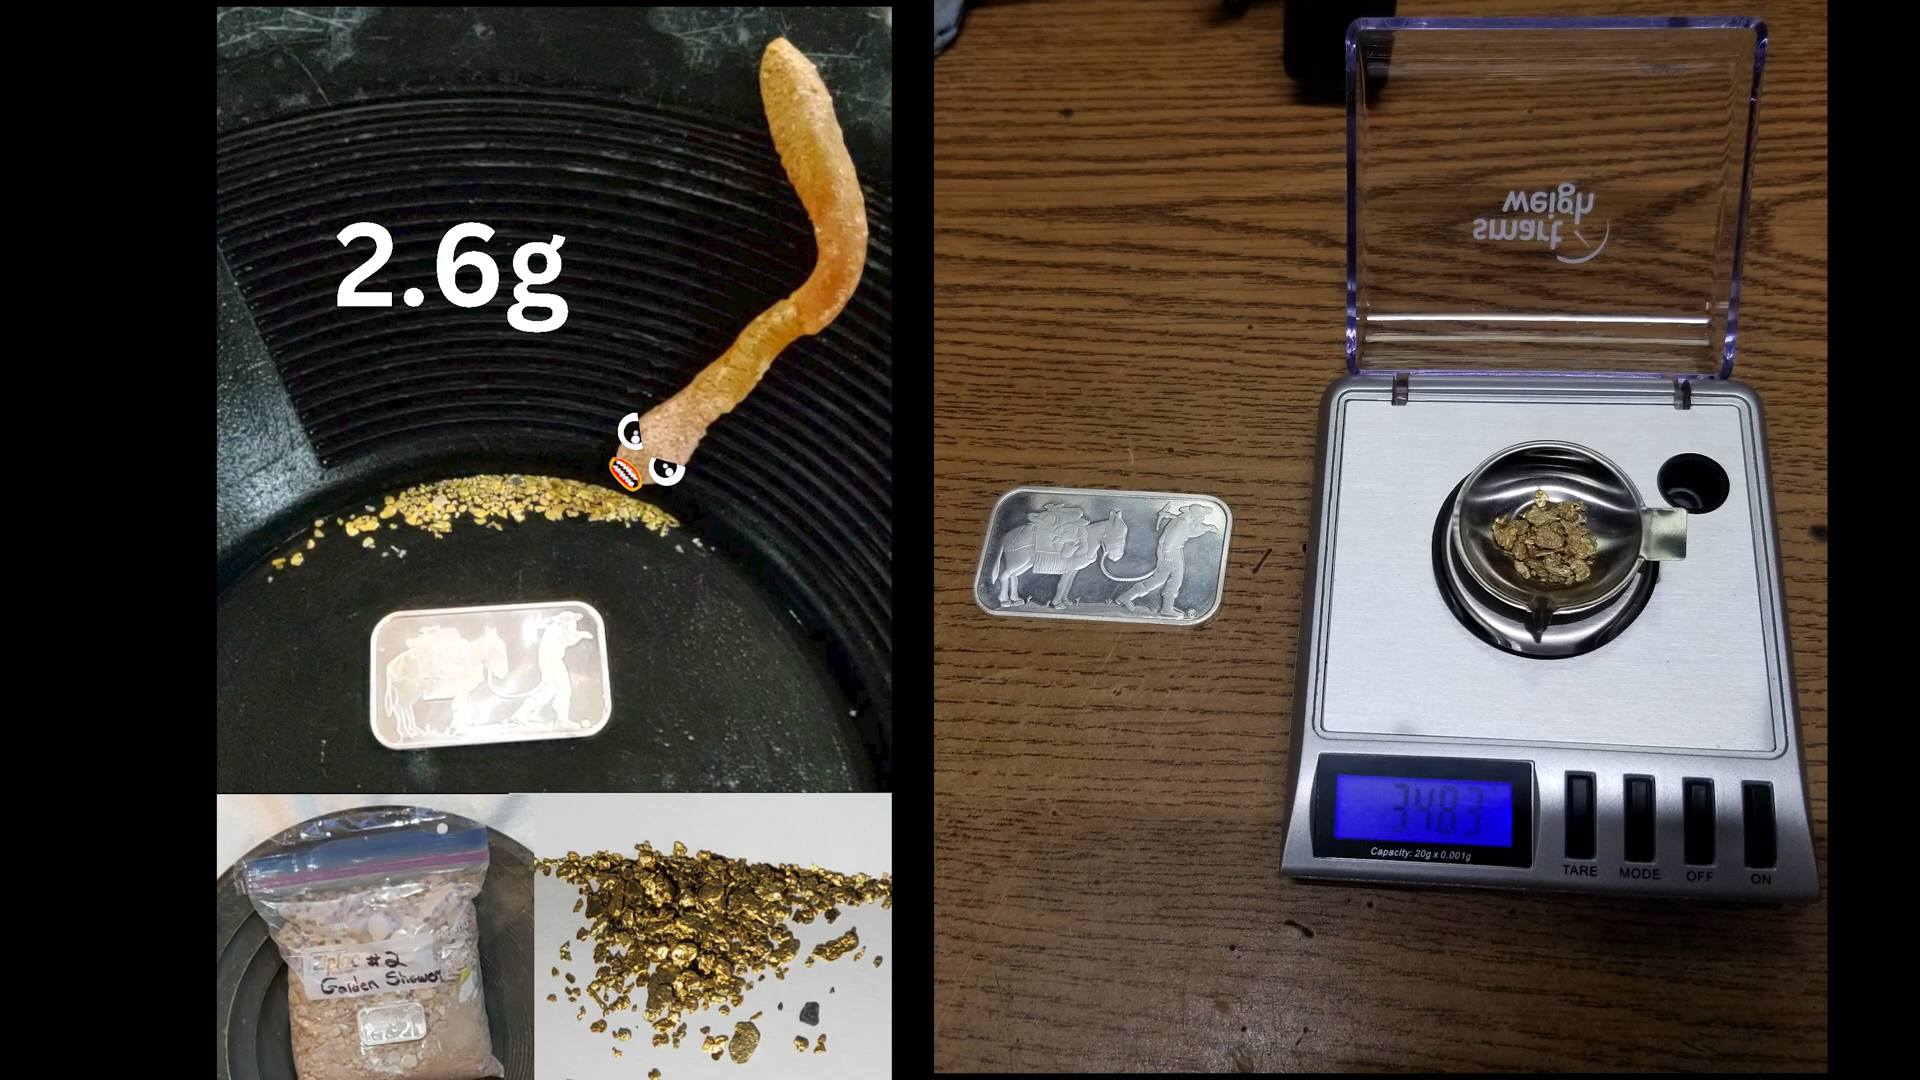 2.6g
ziploc #2
Golden Shower
smart
weigh
3.483
Capacity: 20g x 0.001g
TARE
MODE
OFF
ON